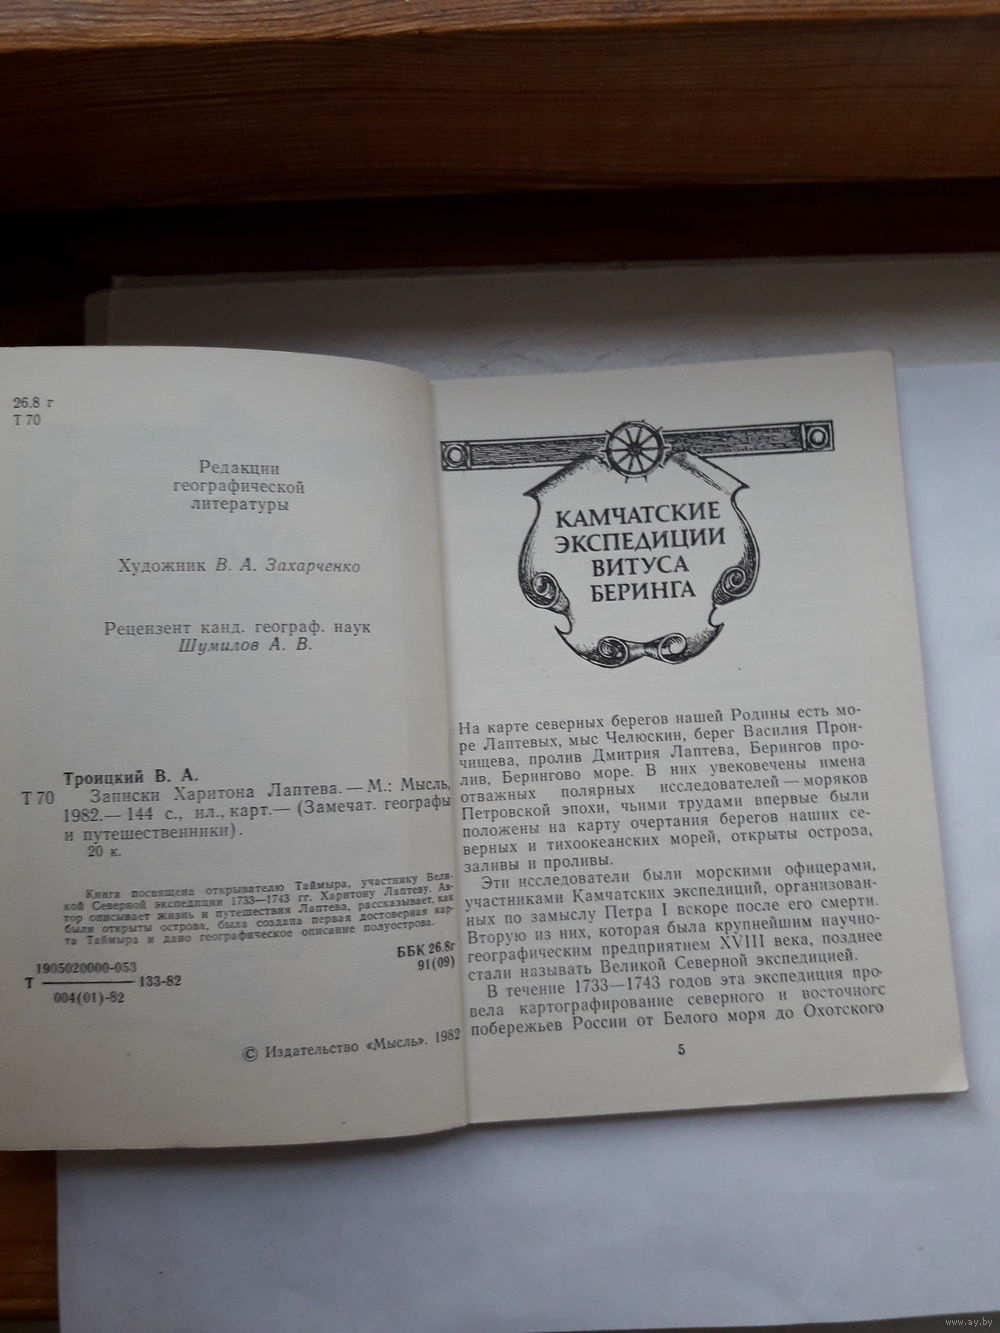 26.8 г
Т 70
Редакции
географической
литературы
Художник В. А. Захарченко
Рецензент канд. географ. наук
Шумилов А. В.
Троицкий В. А.
Т 70 Записки Харитона Лаптева. — М.: Мысль,
1982. — 144 с., ил., карт.— (Замечат. географы
и путешественники).
20 к.
Книга посвящена открывателю Таймыра, участнику Вели-
кой Северной экспедиции 1733—1743 гг. Харитону Лаптеву. Ав-
тор описывает жизнь и путешествия Лаптева, рассказывает, как
были открыты острова, была создана первая достоверная кар-
та Таймыра и дано географическое описание полуострова.
ББК 26.8г
91(09)
1905020000-053
Т 133-82
004(01)-82
© Издательство «Мысль». 1982
КАМЧАТСКИЕ
ЭКСПЕДИЦИИ
ВИТУСА
БЕРИНГА
На карте северных берегов нашей Родины есть мо-
ре Лаптевых, мыс Челюскин, берег Василия Прон-
чищева, пролив Дмитрия Лаптева, Берингов про-
лив, Берингово море. В них увековечены имена
отважных полярных исследователей — моряков
Петровской эпохи, чьими трудами впервые были
положены на карту очертания берегов наших се-
верных и тихоокеанских морей, открыты острова,
заливы и проливы.
Эти исследователи были морскими офицерами,
участниками Камчатских экспедиций, организован-
ных по замыслу Петра I вскоре после его смерти.
Вторую из них, которая была крупнейшим научно-
географическим предприятием XVIII века, позднее
стали называть Великой Северной экспедицией.
В течение 1733—1743 годов эта экспедиция про-
вела картографирование северного и восточного
побережьев России от Белого моря до Охотского
5
www.ay.by